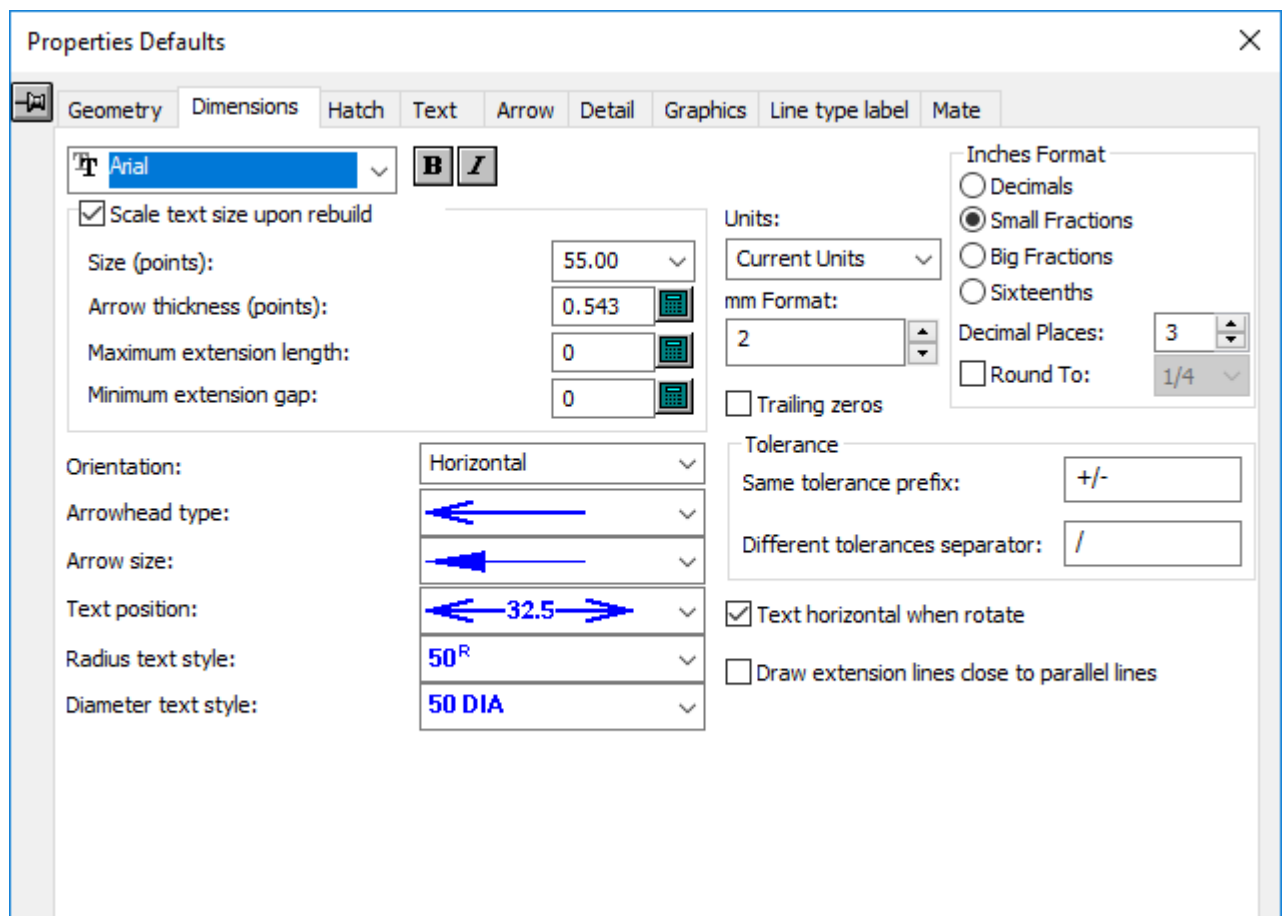 Properties Defaults
Geometry Dimensions Hatch Text Arrow Detail Graphics Line type label Mate
Arial B I
Scale text size upon rebuild
Size (points): 55.00
Arrow thickness (points): 0.543
Maximum extension length: 0
Minimum extension gap: 0
Units:
Current Units
mm Format:
2
Trailing zeros
Inches Format
Decimals
Small Fractions
Big Fractions
Sixteenths
Decimal Places: 3
Round To: 1/4
Orientation: Horizontal
Arrowhead type:
Arrow size:
Text position: 32.5
Radius text style: 50R
Diameter text style: 50 DIA
Tolerance
Same tolerance prefix: +/-
Different tolerances separator: /
Text horizontal when rotate
Draw extension lines close to parallel lines